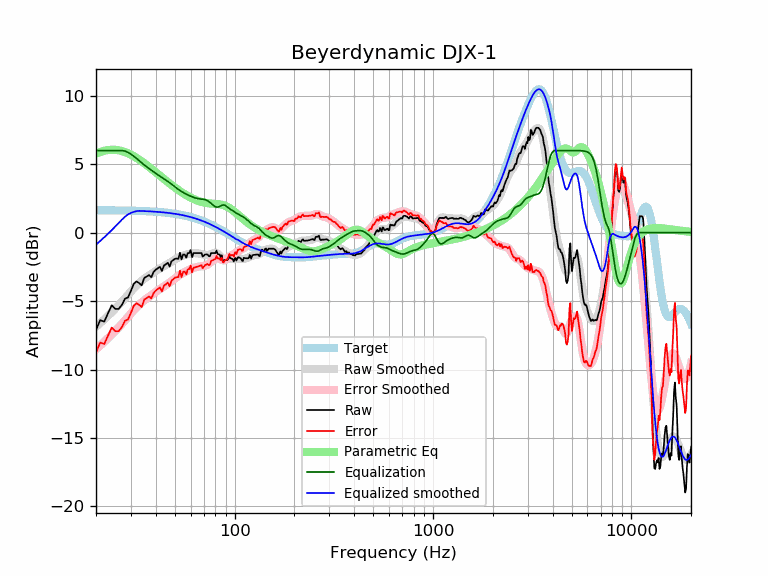 Beyerdynamic DJX-1
Amplitude (dBr)
10
5
0
−5
−10
−15
−20
Target
Raw Smoothed
Error Smoothed
Raw
Error
Parametric Eq
Equalization
Equalized smoothed
100 1000 10000
Frequency (Hz)